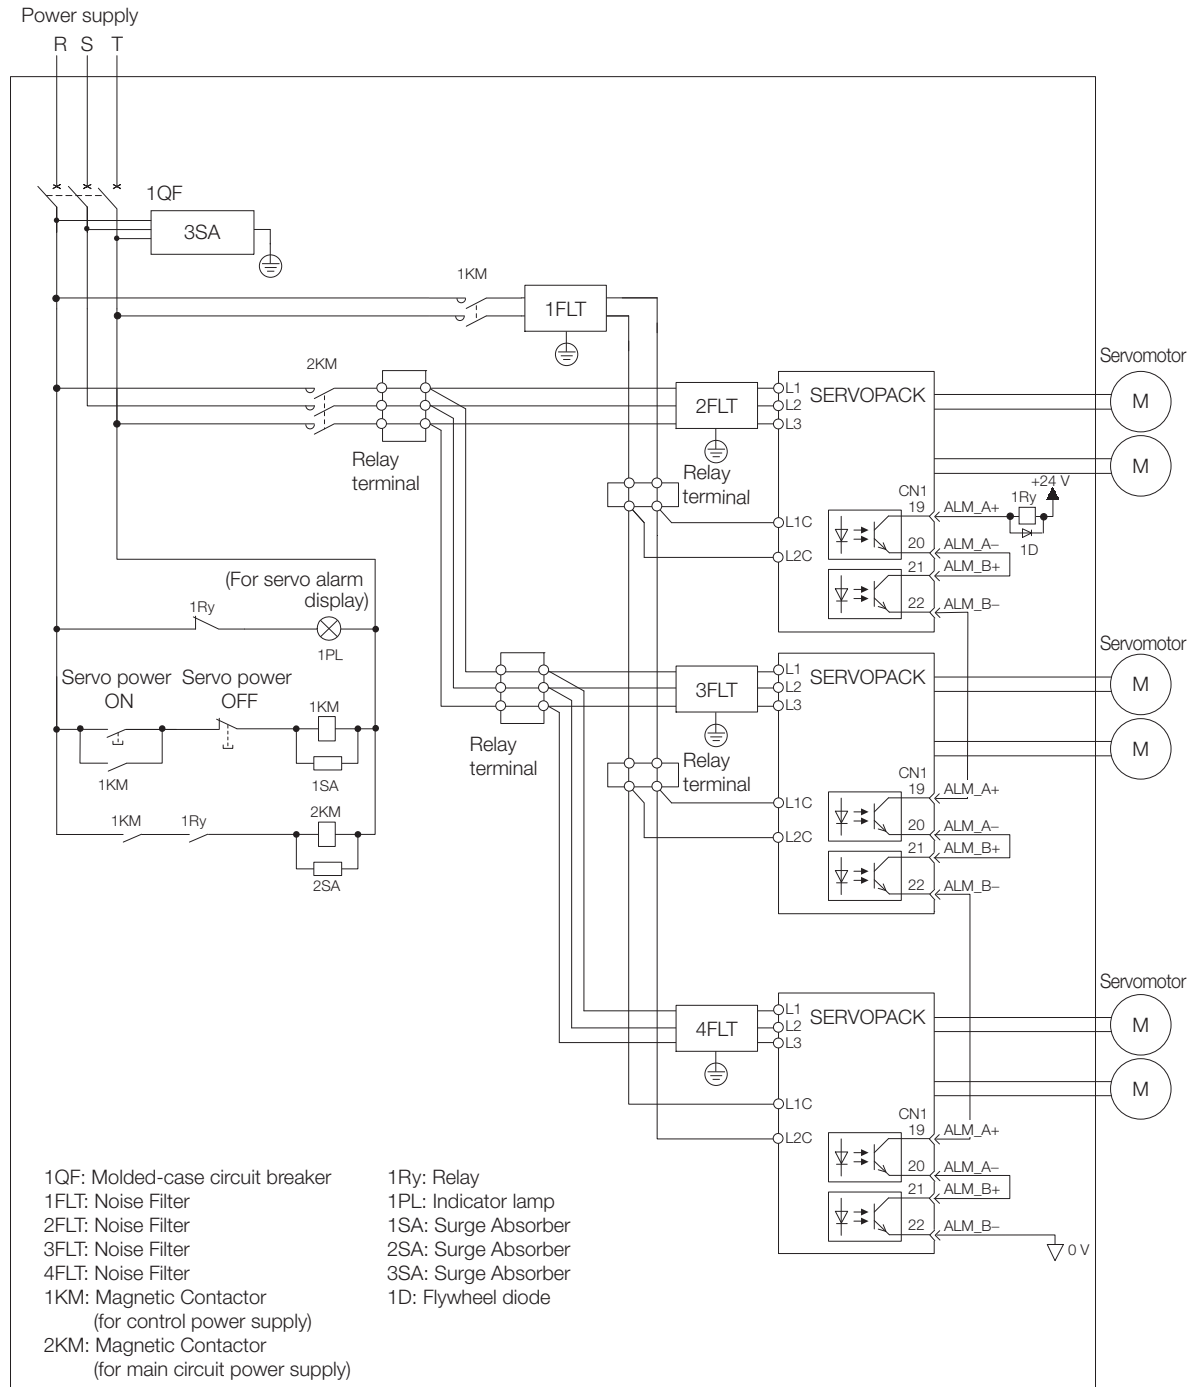 Power supply
R S T
1QF
3SA
1KM
1FLT
2KM
Servomotor
L1
L2
L3
2FLT
SERVOPACK
M
Relay
terminal
M
Relay
terminal
+24 V
CN1
1Ry
19
ALM_A+
L1C
1D
20
ALM_A–
L2C
21
ALM_B+
(For servo alarm
display)
22
ALM_B–
1Ry
1PL
Servomotor
L1
L2
L3
3FLT
SERVOPACK
M
Servo power
ON
Servo power
OFF
1KM
Relay
terminal
M
1KM
1SA
Relay
terminal
CN1
19
ALM_A+
L1C
1KM
1Ry
2KM
20
ALM_A–
L2C
21
ALM_B+
2SA
22
ALM_B–
Servomotor
L1
L2
L3
4FLT
SERVOPACK
M
M
L1C
CN1
19
ALM_A+
L2C
20
ALM_A–
21
ALM_B+
22
ALM_B–
0 V
1QF: Molded-case circuit breaker
1FLT: Noise Filter
2FLT: Noise Filter
3FLT: Noise Filter
4FLT: Noise Filter
1KM: Magnetic Contactor
(for control power supply)
2KM: Magnetic Contactor
(for main circuit power supply)
1Ry: Relay
1PL: Indicator lamp
1SA: Surge Absorber
2SA: Surge Absorber
3SA: Surge Absorber
1D: Flywheel diode